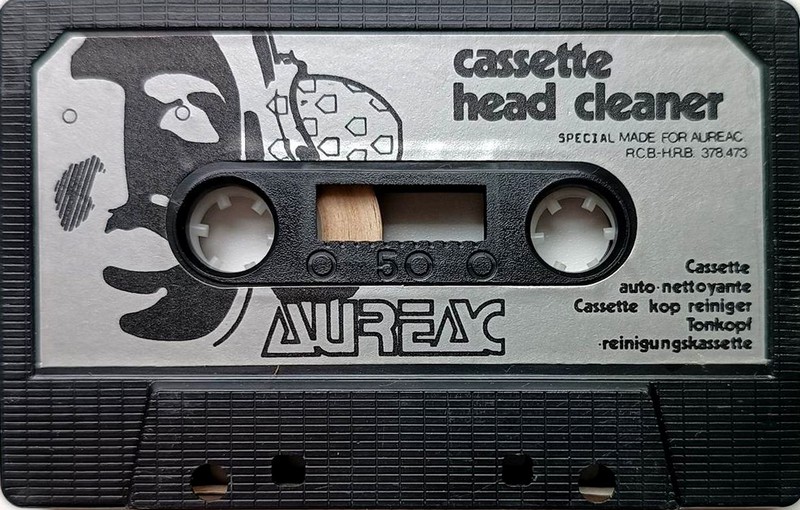 cassette
head cleaner
SPECIAL MADE FOR AUREAC
R.C.B.-H.R.B. 378.473
50
AUREAC
Cassette
auto-nettoyante
Cassette kop reiniger
Tonkopf
-reinigungskassette